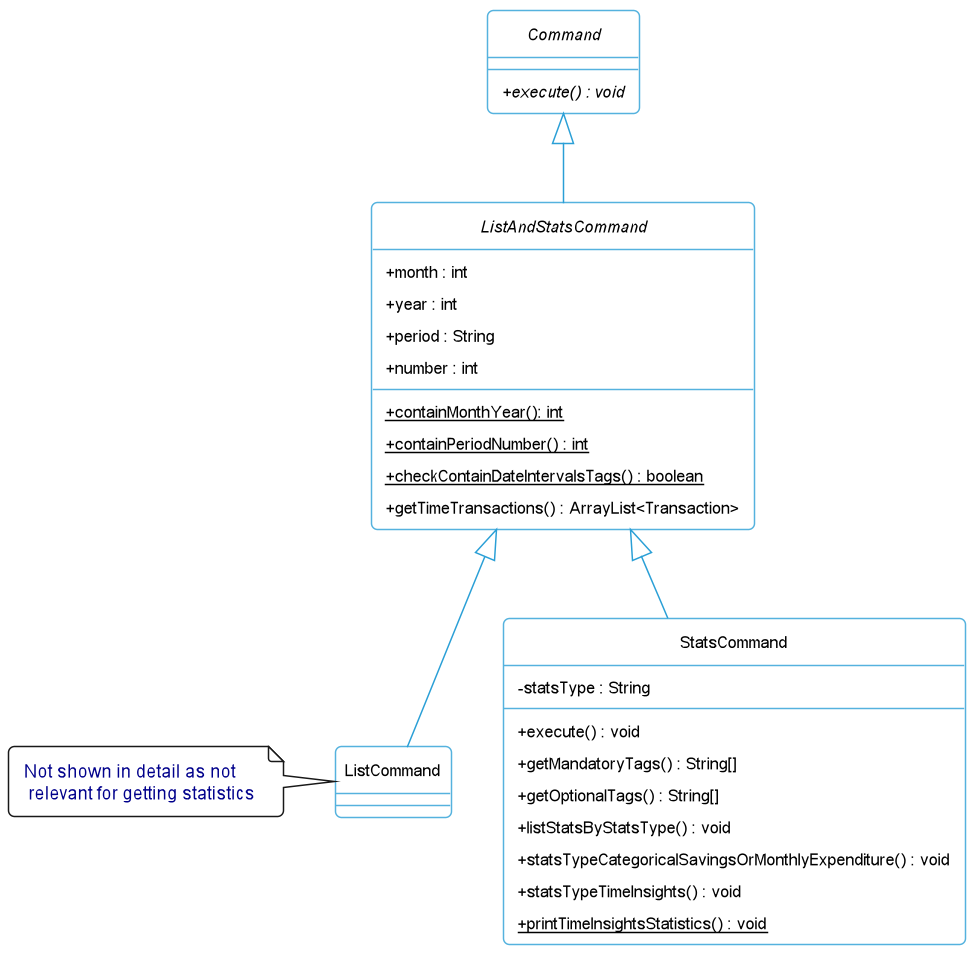 Command
+execute() : void
ListAndStatsCommand
+month : int
+year : int
+period : String
+number : int
+containMonthYear(): int
+containPeriodNumber() : int
+checkContainDateIntervalsTags() : boolean
+getTimeTransactions() : ArrayList<Transaction>
StatsCommand
-statsType : String
+execute() : void
+getMandatoryTags() : String[]
+getOptionalTags() : String[]
+listStatsByStatsType() : void
+statsTypeCategoricalSavingsOrMonthlyExpenditure() : void
+statsTypeTimeInsights() : void
+printTimeInsightsStatistics() : void
ListCommand
Not shown in detail as not
relevant for getting statistics